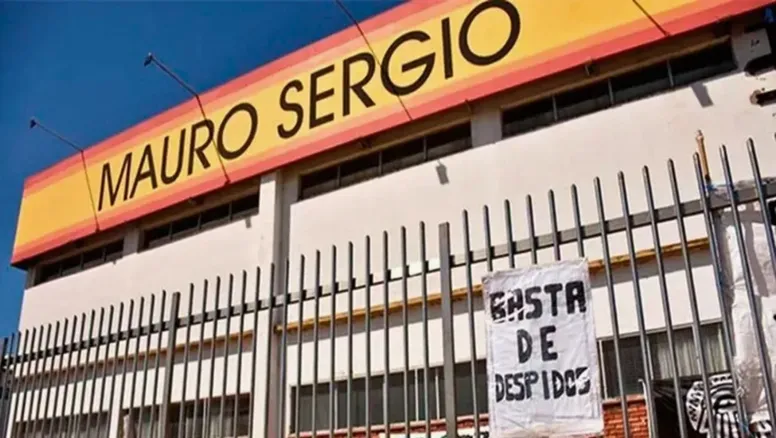 MAURO SERGIO
BASTA
DE
DESPIDOS